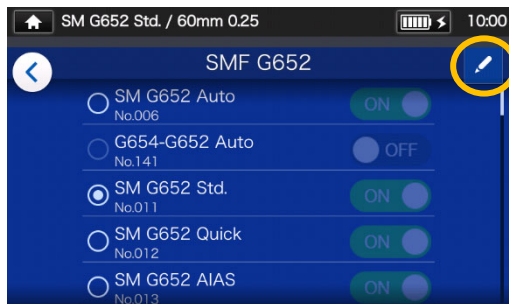 SM G652 Std. / 60mm 0.25 10:00
SMF G652
SM G652 Auto ON
No.006
G654-G652 Auto OFF
No.141
SM G652 Std. ON
No.011
SM G652 Quick ON
No.012
SM G652 AIAS ON
No.013